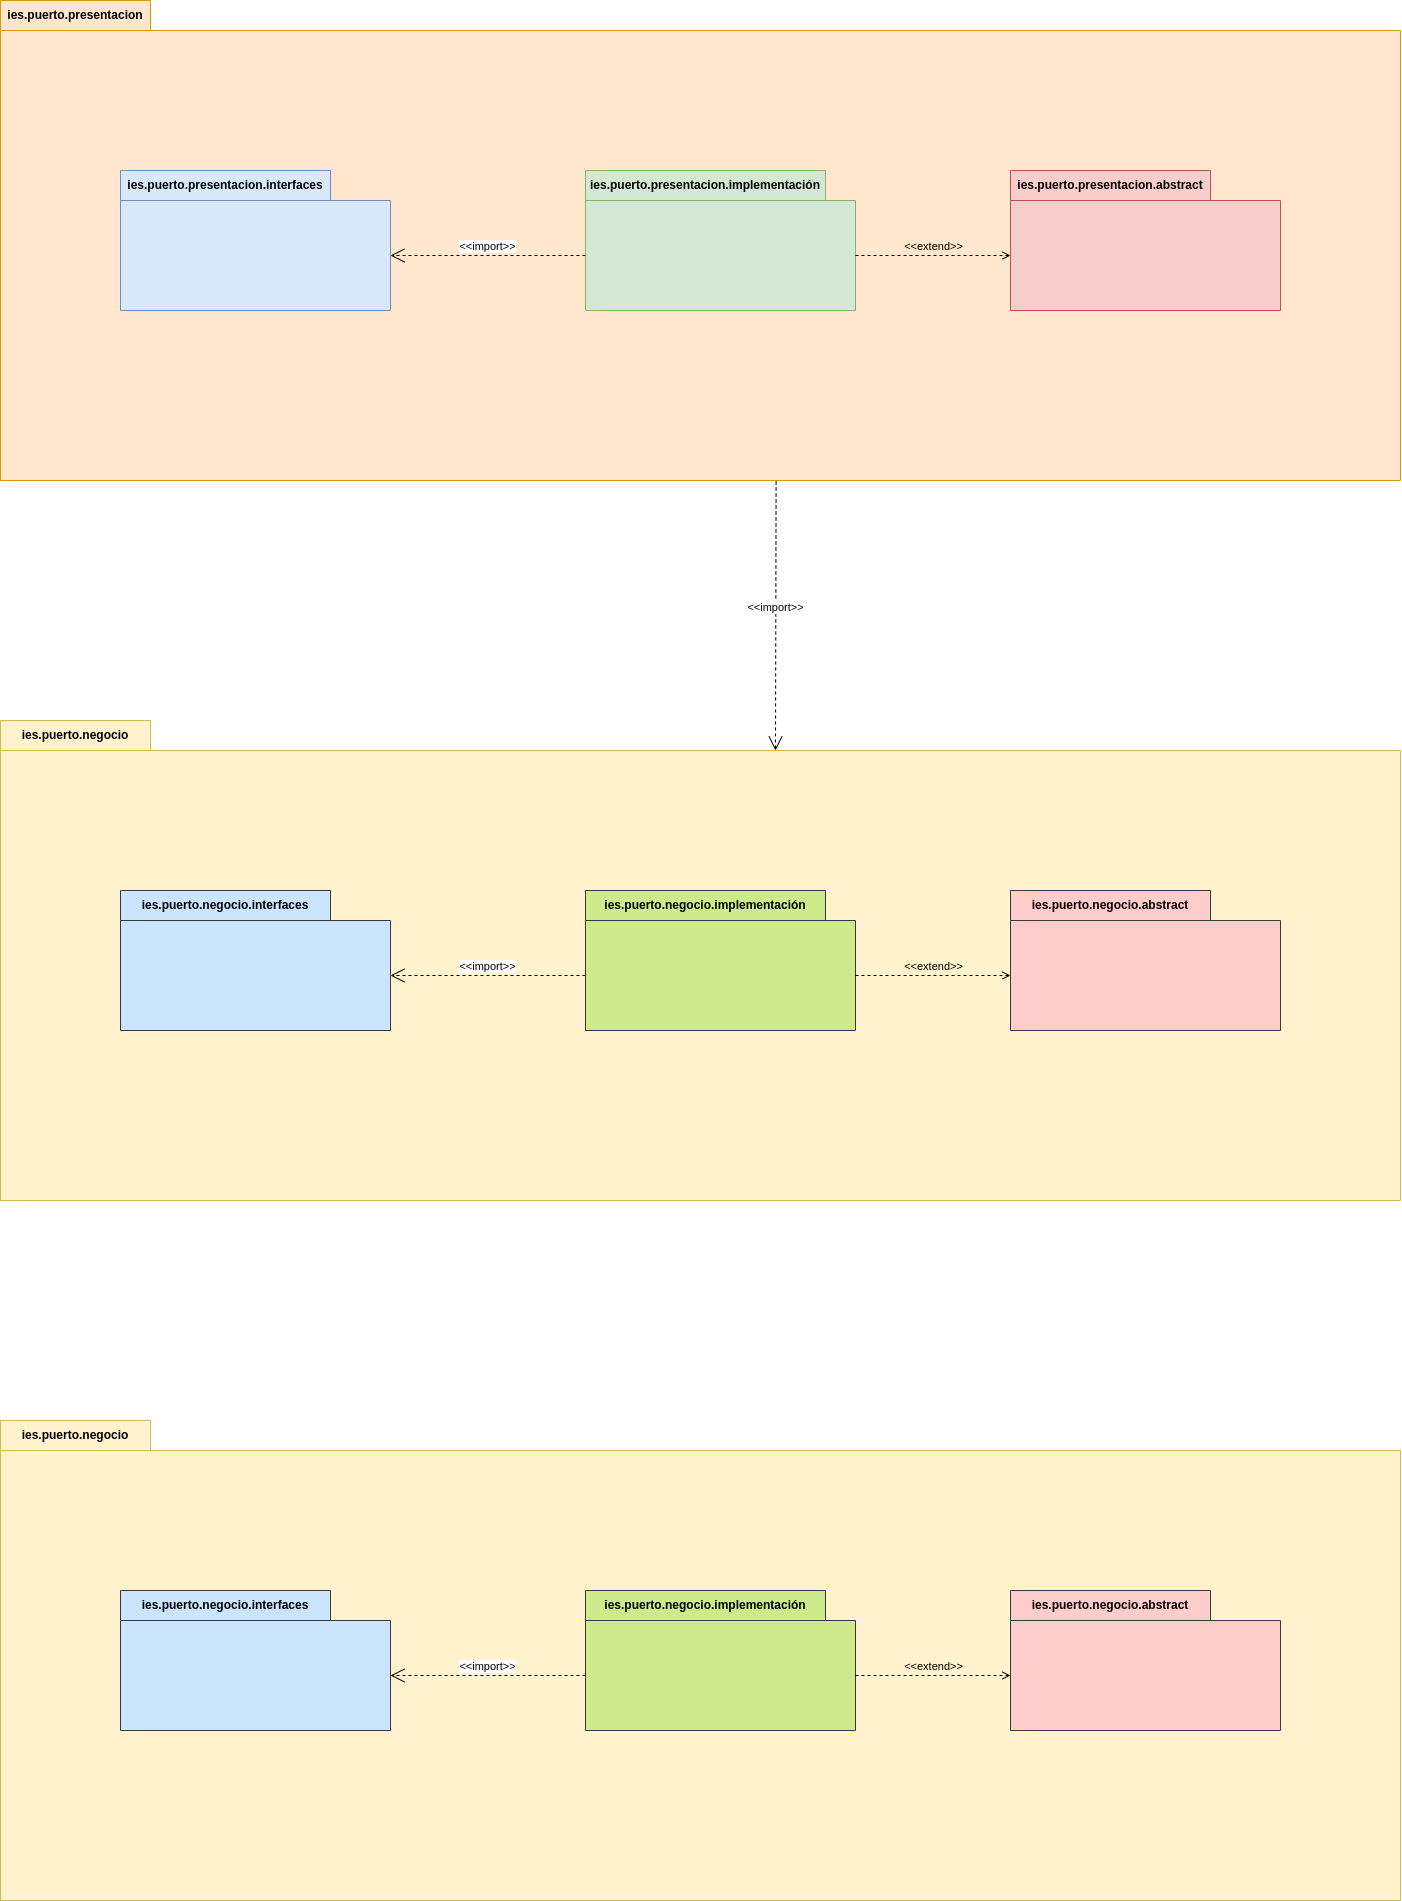 ies.puerto.presentacion
ies.puerto.presentacion.interfaces
ies.puerto.presentacion.implementación
ies.puerto.presentacion.abstract
<<import>>
<<extend>>
<<import>>
ies.puerto.negocio
ies.puerto.negocio.interfaces
ies.puerto.negocio.implementación
ies.puerto.negocio.abstract
<<import>>
<<extend>>
ies.puerto.negocio
ies.puerto.negocio.interfaces
ies.puerto.negocio.implementación
ies.puerto.negocio.abstract
<<import>>
<<extend>>